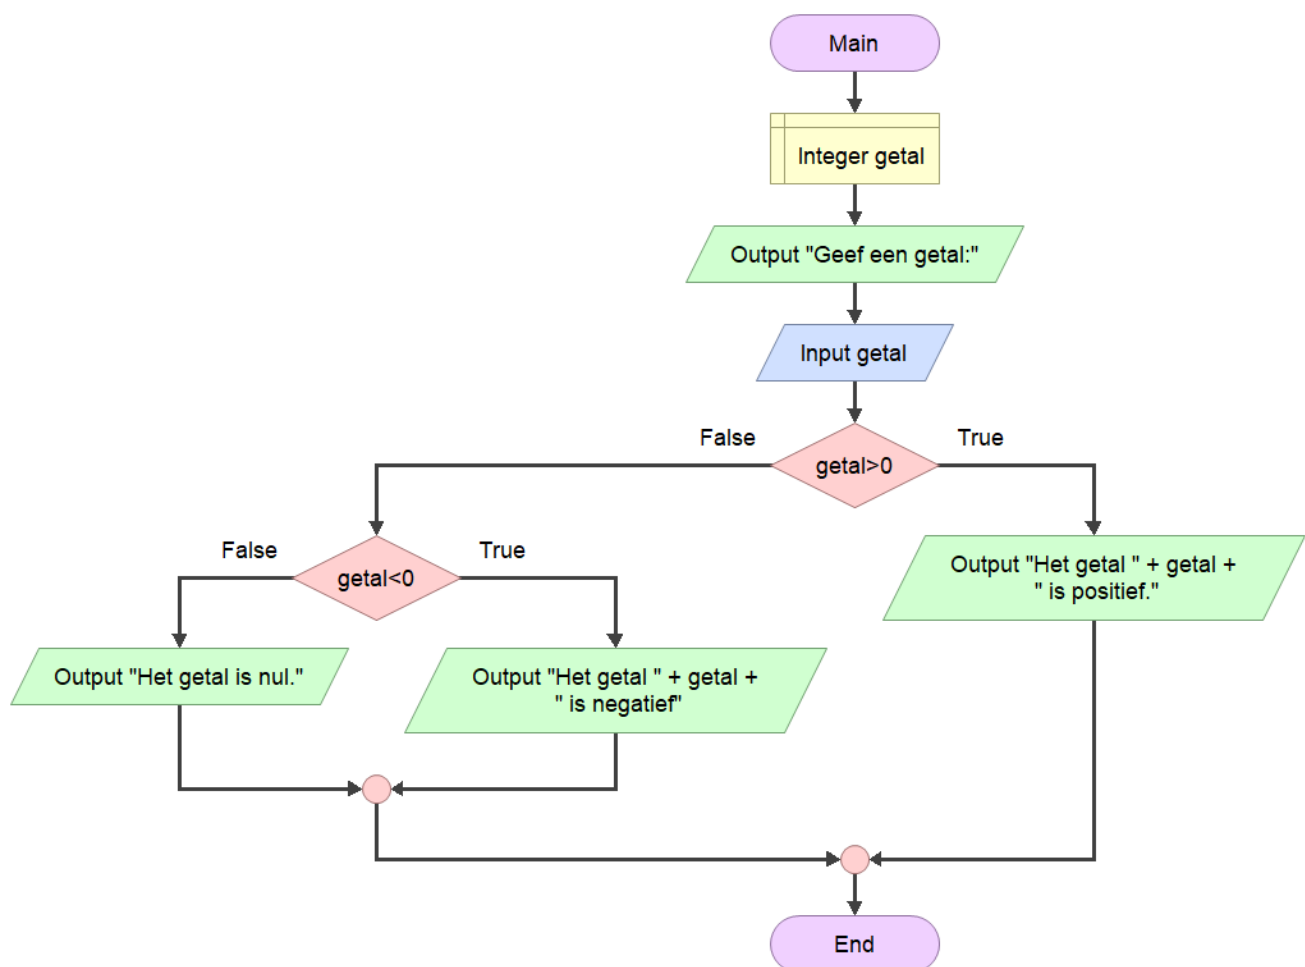 Main
Integer getal
Output "Geef een getal:"
Input getal
False
True
getal>0
False
True
getal<0
Output "Het getal " + getal +
" is positief."
Output "Het getal is nul."
Output "Het getal " + getal +
" is negatief"
End